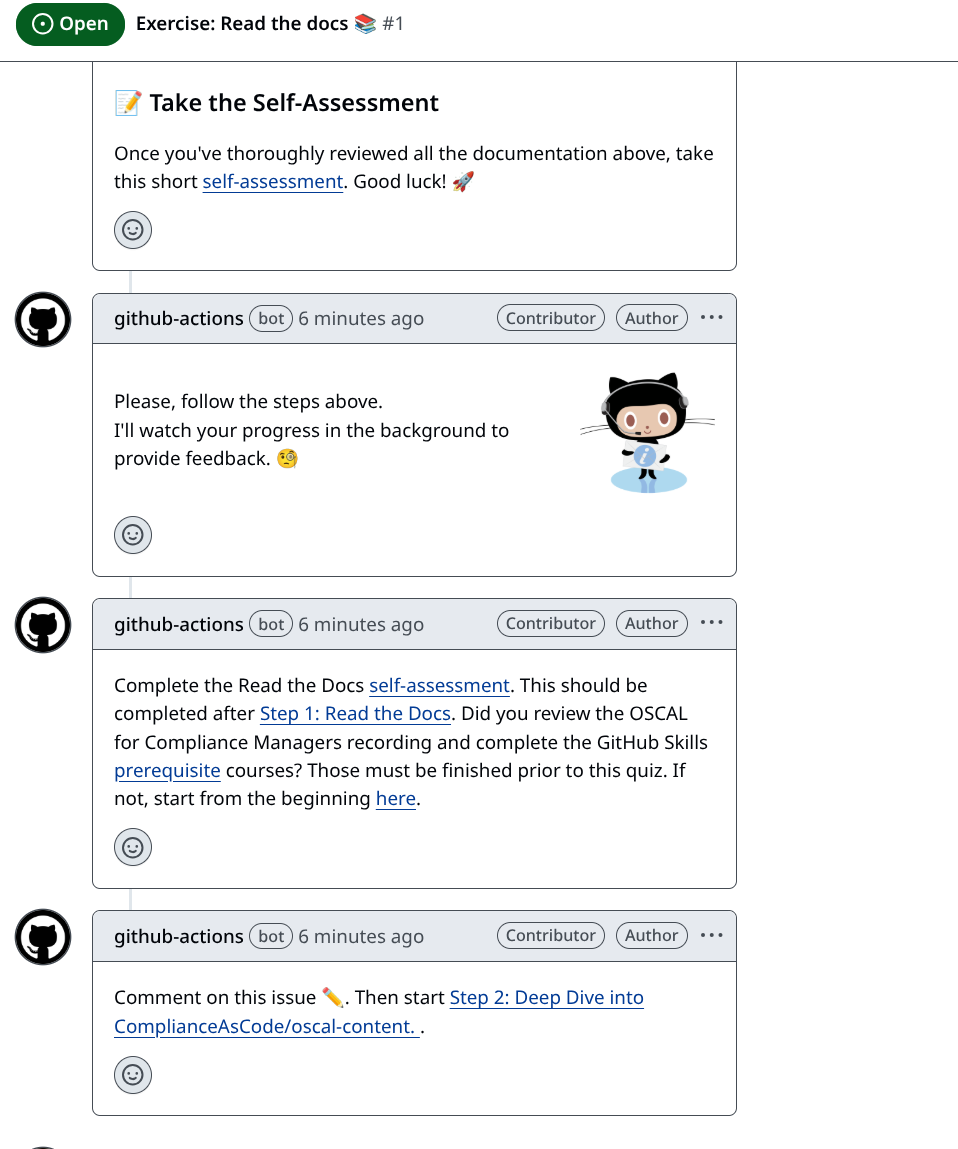 Open Exercise: Read the docs 📚 #1
📝 Take the Self-Assessment
Once you've thoroughly reviewed all the documentation above, take
this short self-assessment. Good luck! 🚀
github-actions bot 6 minutes ago Contributor Author ...
Please, follow the steps above.
I'll watch your progress in the background to
provide feedback. 🧐
github-actions bot 6 minutes ago Contributor Author ...
Complete the Read the Docs self-assessment. This should be
completed after Step 1: Read the Docs. Did you review the OSCAL
for Compliance Managers recording and complete the GitHub Skills
prerequisite courses? Those must be finished prior to this quiz. If
not, start from the beginning here.
github-actions bot 6 minutes ago Contributor Author ...
Comment on this issue ✏️. Then start Step 2: Deep Dive into
ComplianceAsCode/oscal-content. .